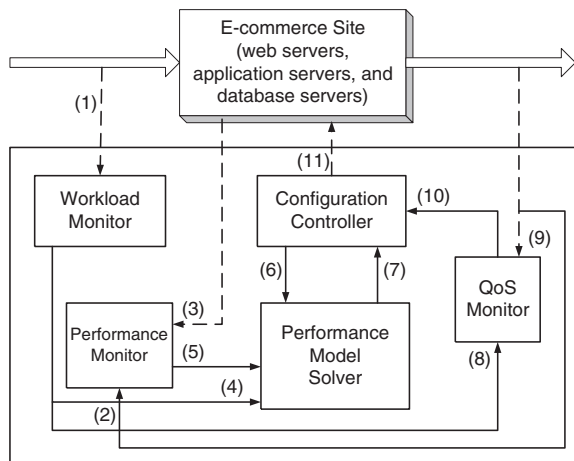 E-commerce Site
(web servers,
application servers, and
database servers)
(1)
(11)
Workload
Monitor
Configuration
Controller
(10)
(9)
(6)
(7)
QoS
Monitor
(3)
Performance
Monitor
(5)
Performance
Model
Solver
(8)
(2)
(4)